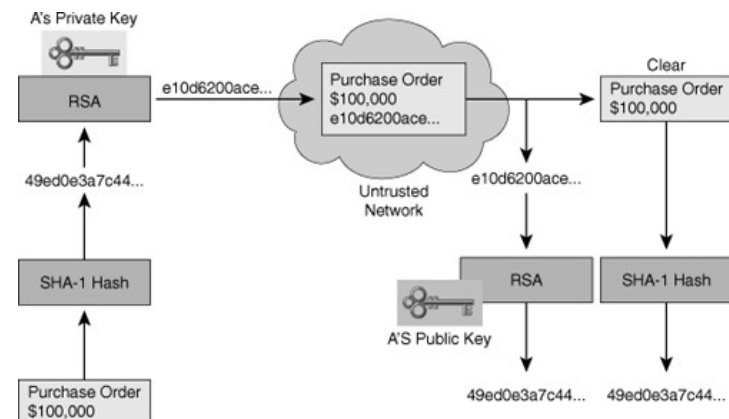 A's Private Key
RSA
e10d6200ace...
Purchase Order
$100,000
e10d6200ace...
Clear
Purchase Order
$100,000
49ed0e3a7c44...
e10d6200ace...
Untrusted
Network
SHA-1 Hash
RSA
SHA-1 Hash
A'S Public Key
Purchase Order
$100,000
49ed0e3a7c44...
49ed0e3a7c44...